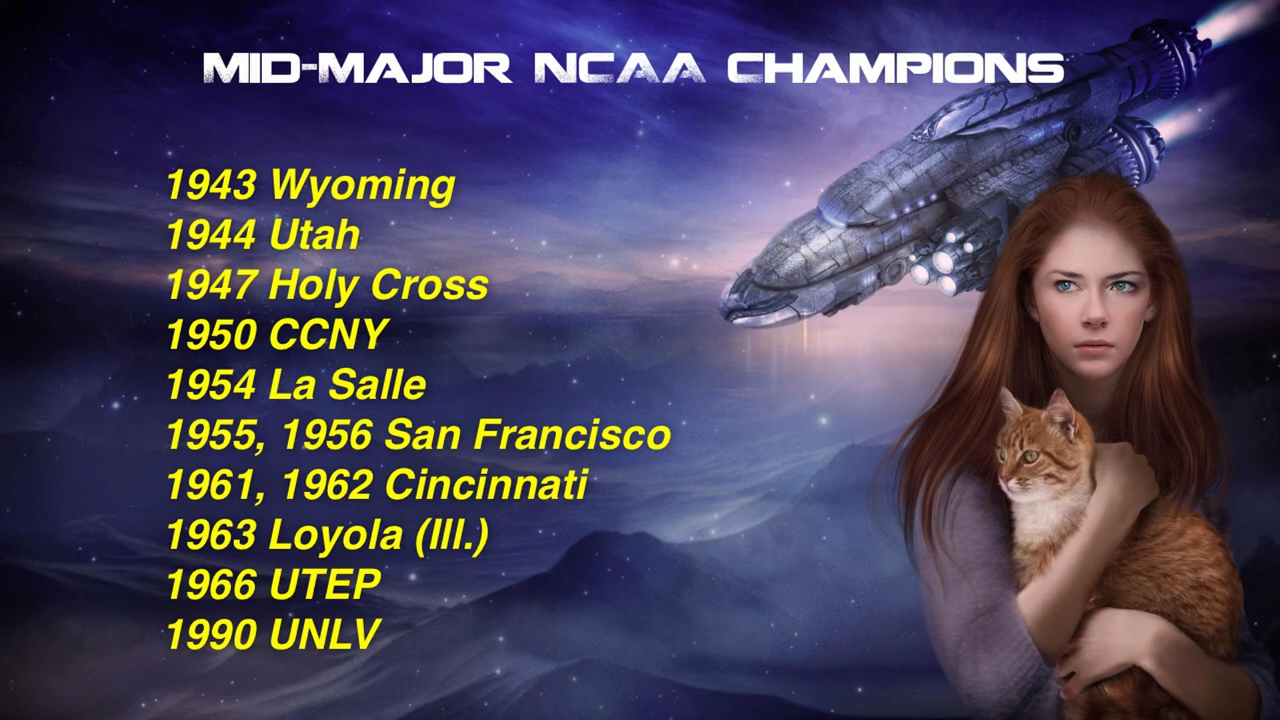 MID-MAJOR NCAA CHAMPIONS
1943 Wyoming
1944 Utah
1947 Holy Cross
1950 CCNY
1954 La Salle
1955, 1956 San Francisco
1961, 1962 Cincinnati
1963 Loyola (Ill.)
1966 UTEP
1990 UNLV